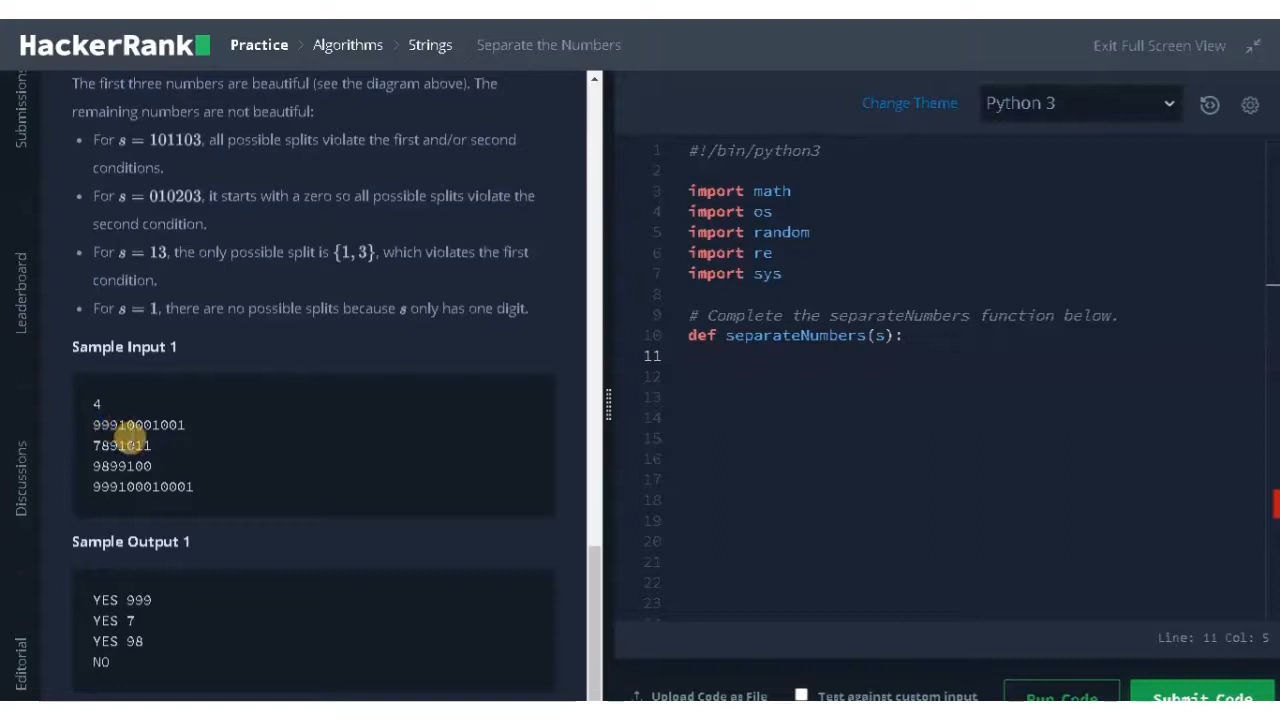 HackerRank Practice > Algorithms > Strings Separate the Numbers Exit Full Screen View
Submissions
Leaderboard
Discussions
Editorial
The first three numbers are beautiful (see the diagram above). The
remaining numbers are not beautiful:
• For s = 101103, all possible splits violate the first and/or second
conditions.
• For s = 010203, it starts with a zero so all possible splits violate the
second condition.
• For s = 13, the only possible split is {1, 3}, which violates the first
condition.
• For s = 1, there are no possible splits because s only has one digit.
Sample Input 1
4
99910001001
7891011
9899100
999100010001
Sample Output 1
YES 999
YES 7
YES 98
NO
Change Theme Python 3
1 #!/bin/python3
2
3 import math
4 import os
5 import random
6 import re
7 import sys
8
9 # Complete the separateNumbers function below.
10 def separateNumbers(s):
11
12
13
14
15
16
17
18
19
20
21
22
23
Line: 11 Col: 5
Upload Code as File Test against custom input Run Code Submit Code